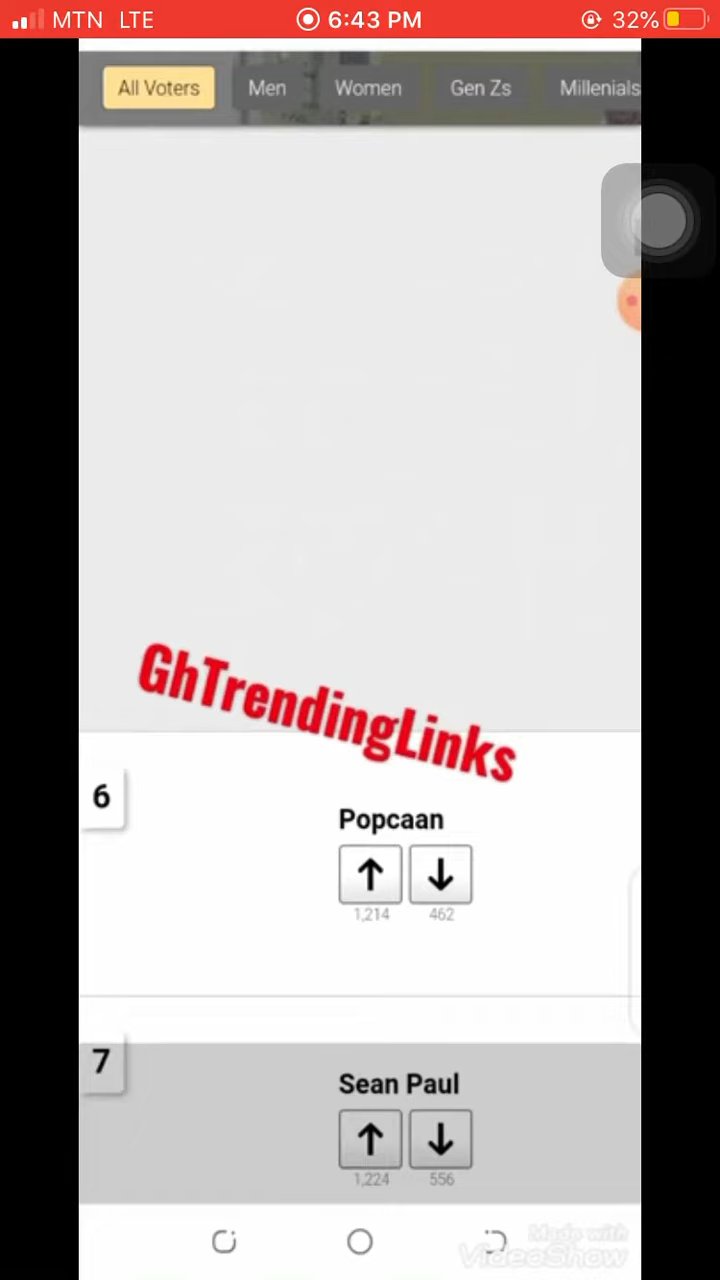 MTN LTE 6:43 PM 32%
All Voters Men Women Gen Zs Millenials
GhTrendingLinks
6
Popcaan
1,214 462
7
Sean Paul
1,224 556
Made with
VideoShow